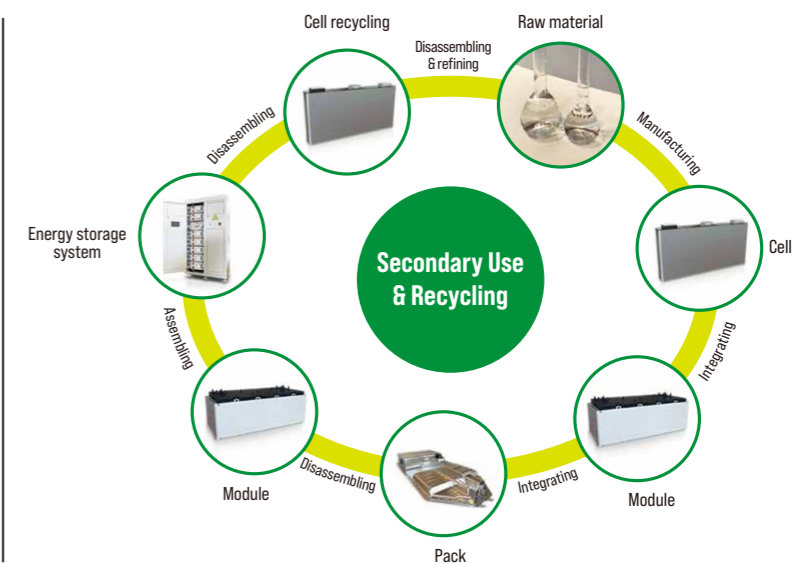 Cell recycling
Disassembling
& refining
Raw material
Manufacturing
Cell
Integrating
Module
Integrating
Pack
Disassembling
Module
Assembling
Energy storage
system
Disassembling
Secondary Use
& Recycling